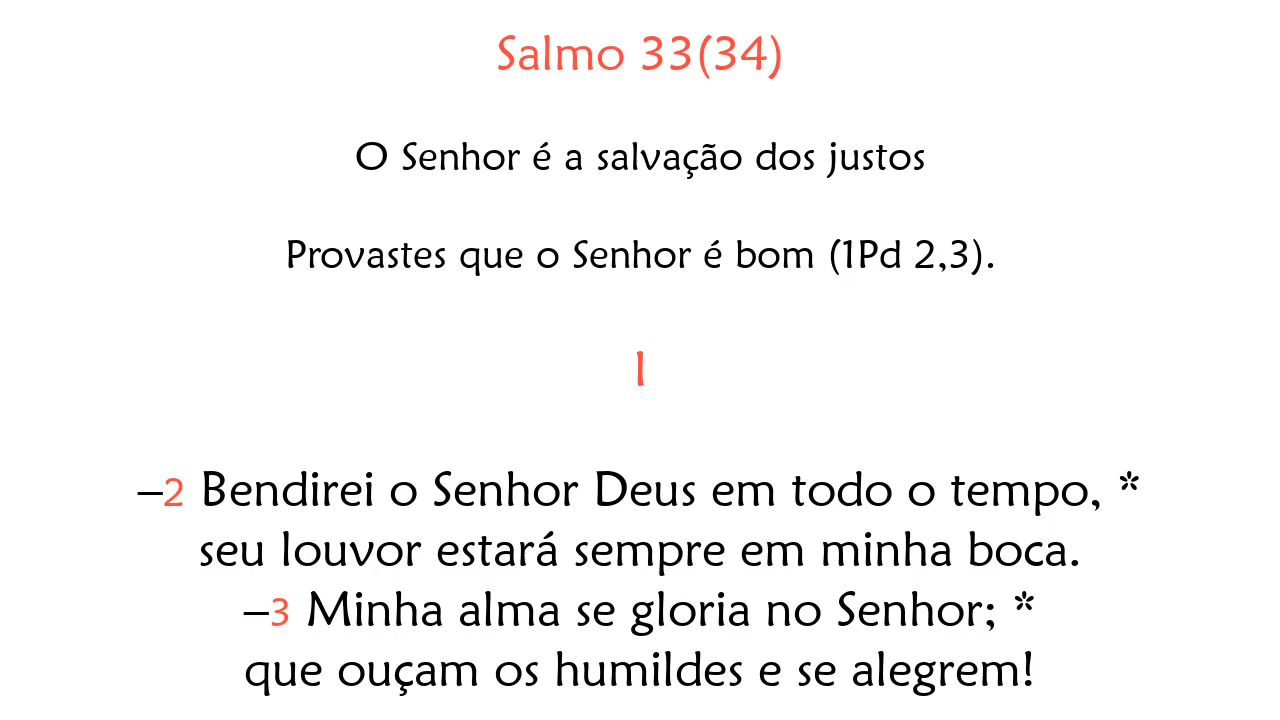 Salmo 33(34)
O Senhor é a salvação dos justos
Provastes que o Senhor é bom (1Pd 2,3).
I
–2 Bendirei o Senhor Deus em todo o tempo, *
seu louvor estará sempre em minha boca.
–3 Minha alma se gloria no Senhor; *
que ouçam os humildes e se alegrem!